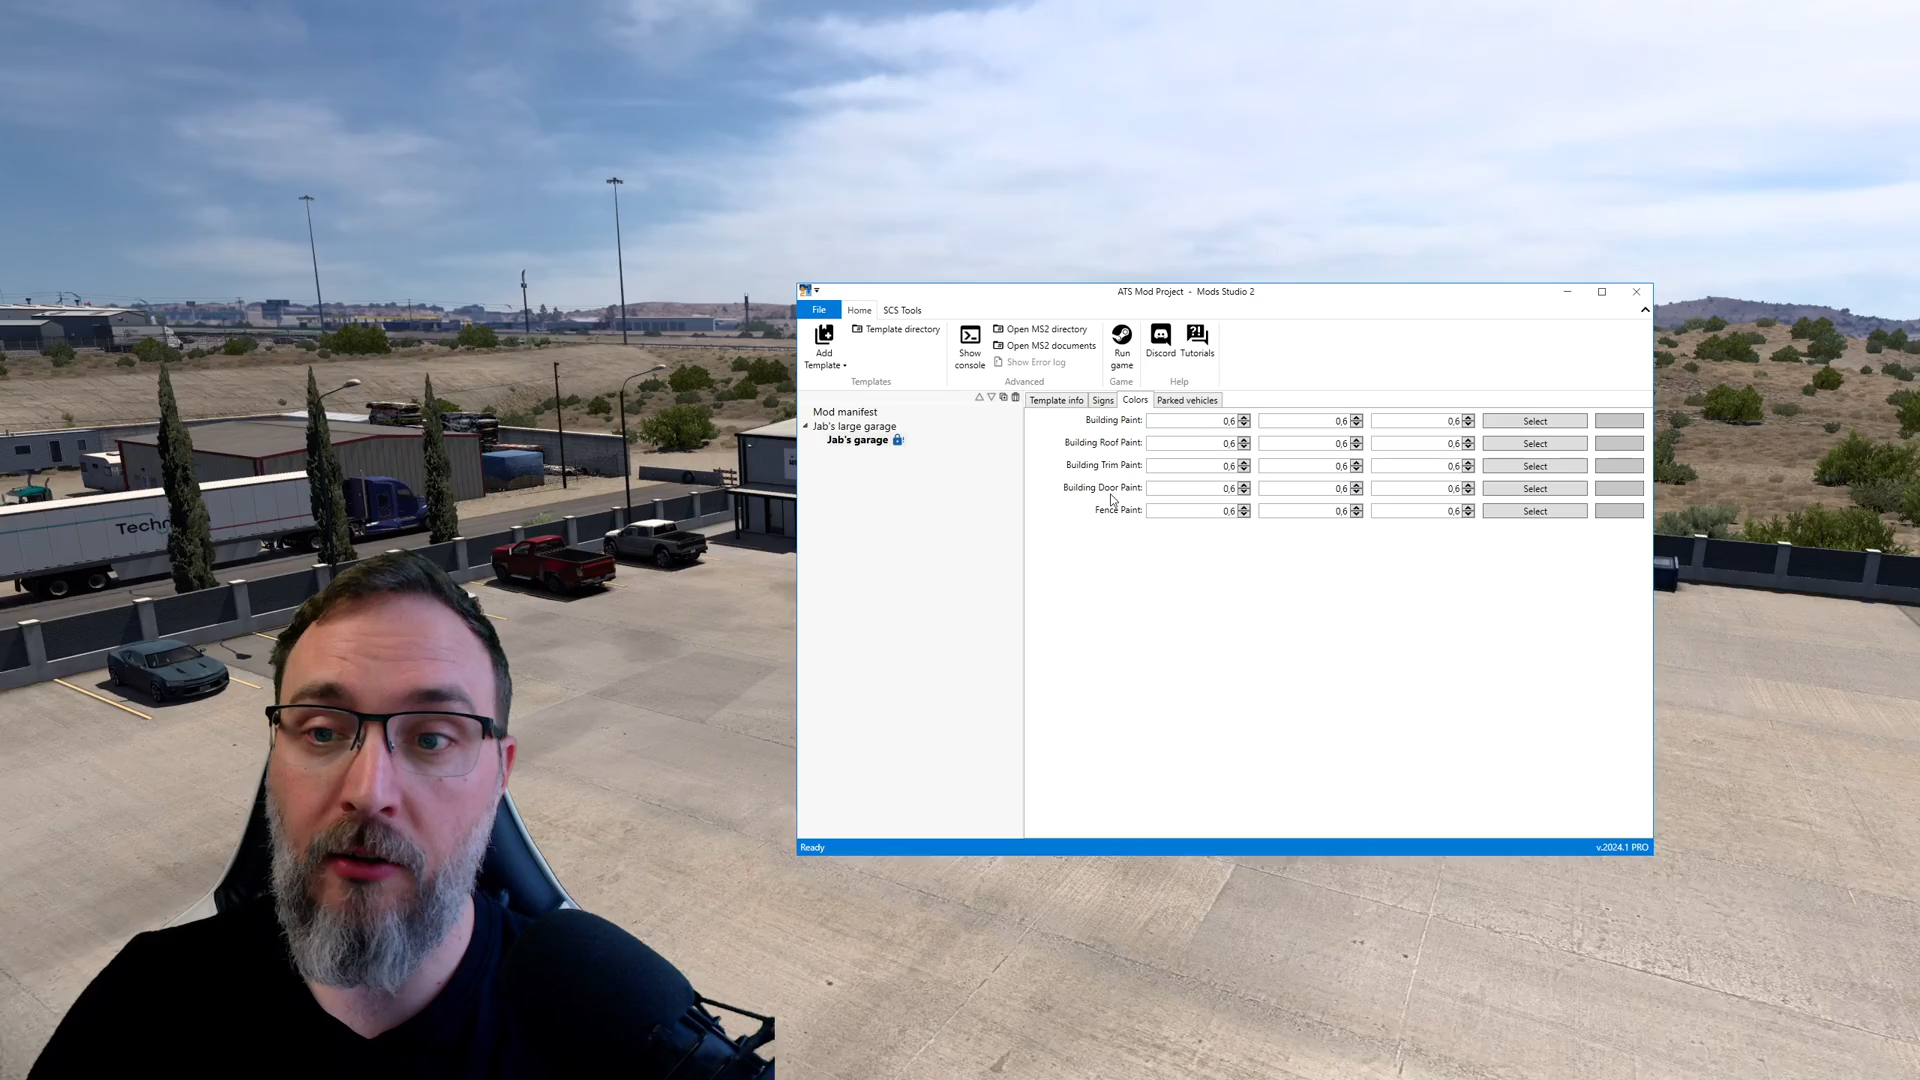 ATS Mod Project - Mods Studio 2
File Home SCS Tools
Add Template
Template directory
Templates
Show console
Open MS2 directory
Open MS2 documents
Show Error log
Advanced
Run game
Game
Discord
Tutorials
Help
Mod manifest
Jab's large garage
Jab's garage
Template info Signs Colors Parked vehicles
Building Paint: 0,6 0,6 0,6 Select
Building Roof Paint: 0,6 0,6 0,6 Select
Building Trim Paint: 0,6 0,6 0,6 Select
Building Door Paint: 0,6 0,6 0,6 Select
Fence Paint: 0,6 0,6 0,6 Select
Ready
v.2024.1 PRO
Techn